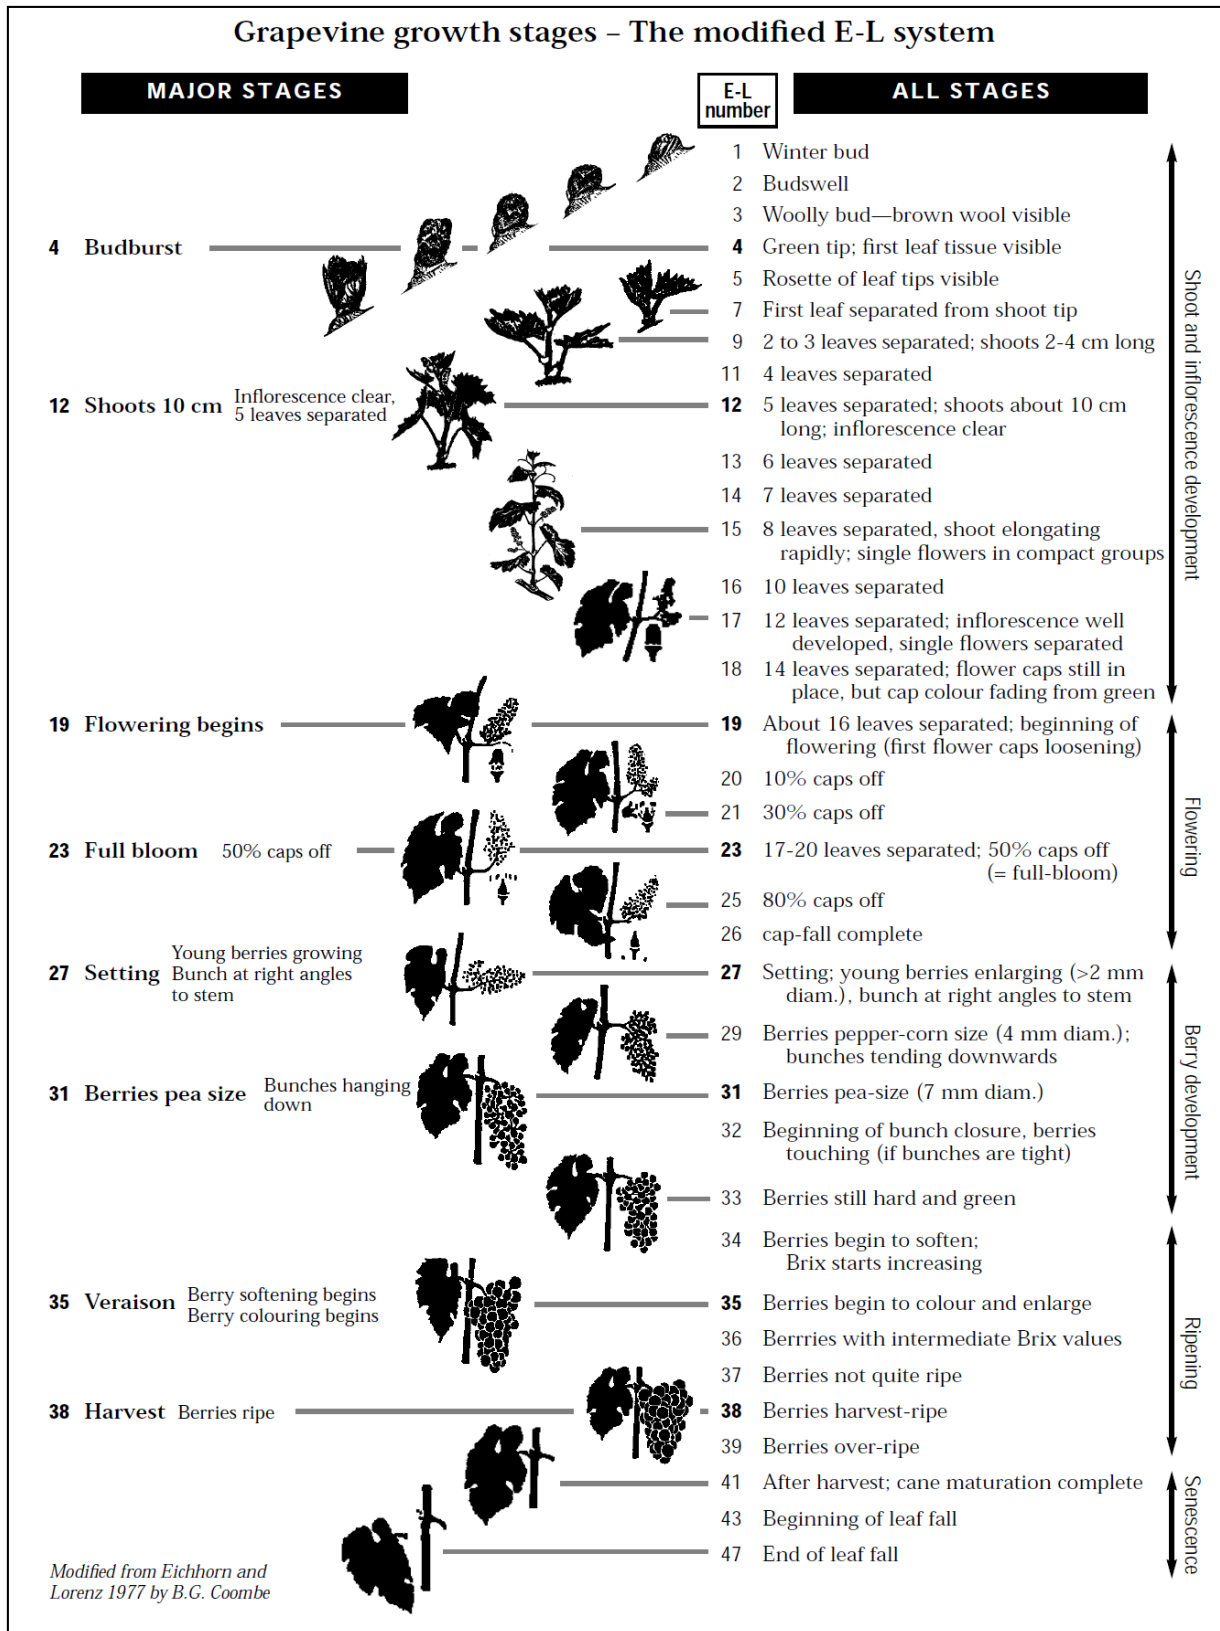 Grapevine growth stages – The modified E-L system
MAJOR STAGES
E-L
number
ALL STAGES
1 Winter bud
2 Budswell
3 Woolly bud—brown wool visible
4 Budburst
4 Green tip; first leaf tissue visible
5 Rosette of leaf tips visible
7 First leaf separated from shoot tip
9 2 to 3 leaves separated; shoots 2-4 cm long
11 4 leaves separated
12 Shoots 10 cm
Inflorescence clear,
5 leaves separated
12 5 leaves separated; shoots about 10 cm
long; inflorescence clear
13 6 leaves separated
14 7 leaves separated
15 8 leaves separated, shoot elongating
rapidly; single flowers in compact groups
16 10 leaves separated
17 12 leaves separated; inflorescence well
developed, single flowers separated
18 14 leaves separated; flower caps still in
place, but cap colour fading from green
Shoot and inflorescence development
19 Flowering begins
19 About 16 leaves separated; beginning of
flowering (first flower caps loosening)
20 10% caps off
21 30% caps off
23 Full bloom 50% caps off
23 17-20 leaves separated; 50% caps off
(= full-bloom)
25 80% caps off
26 cap-fall complete
Flowering
27 Setting
Young berries growing
Bunch at right angles
to stem
27 Setting; young berries enlarging (>2 mm
diam.), bunch at right angles to stem
29 Berries pepper-corn size (4 mm diam.);
bunches tending downwards
31 Berries pea size
Bunches hanging
down
31 Berries pea-size (7 mm diam.)
32 Beginning of bunch closure, berries
touching (if bunches are tight)
33 Berries still hard and green
Berry development
34 Berries begin to soften;
Brix starts increasing
35 Veraison
Berry softening begins
Berry colouring begins
35 Berries begin to colour and enlarge
36 Berrries with intermediate Brix values
37 Berries not quite ripe
38 Harvest Berries ripe
38 Berries harvest-ripe
39 Berries over-ripe
Ripening
41 After harvest; cane maturation complete
43 Beginning of leaf fall
47 End of leaf fall
Senescence
Modified from Eichhorn and
Lorenz 1977 by B.G. Coombe